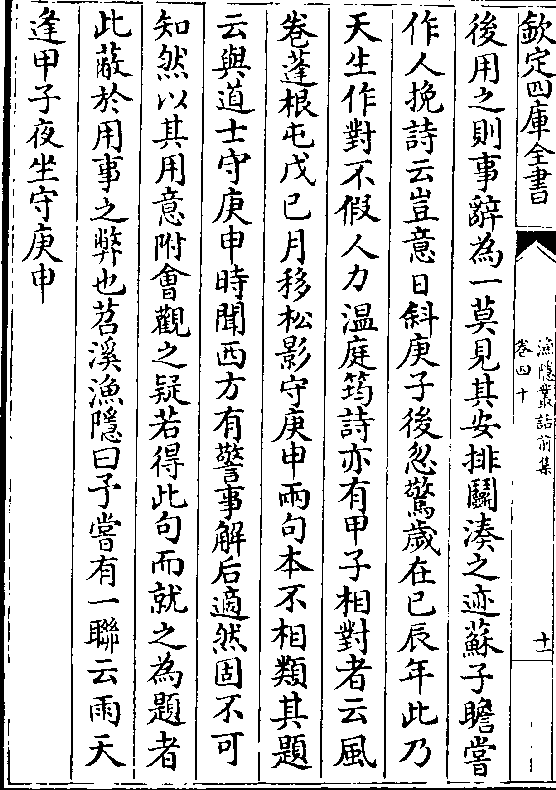 欽定四庫全書
漁隱叢話前集
卷四十
十一
後用之則事辭為一莫見其安排鬬湊之迹蘇子瞻嘗
作人挽詩云豈意日斜庚子後忽驚歲在已辰年此乃
天生作對不假人力溫庭筠詩亦有甲子相對者云風
卷蓬根屯戊已月移松影守庚申兩句本不相類其題
云與道士守庚申時聞西方有警事解后適然固不可
知然以其用意附會觀之疑若得此句而就之為題者
此蔽於用事之弊也苕溪漁隱曰予嘗有一聯云雨天
逢甲子夜坐守庚申